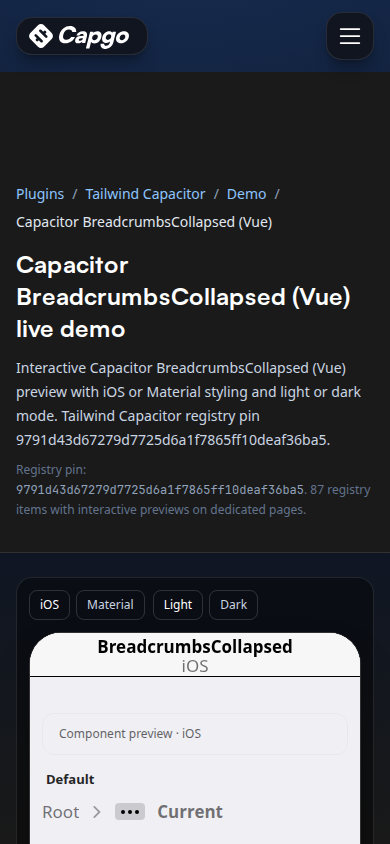 Capgo
Plugins / Tailwind Capacitor / Demo /
Capacitor BreadcrumbsCollapsed (Vue)
Capacitor
BreadcrumbsCollapsed (Vue)
live demo
Interactive Capacitor BreadcrumbsCollapsed (Vue)
preview with iOS or Material styling and light or dark
mode. Tailwind Capacitor registry pin
9791d43d67279d7725d6a1f7865ff10deaf36ba5.
Registry pin:
9791d43d67279d7725d6a1f7865ff10deaf36ba5. 87 registry
items with interactive previews on dedicated pages.
iOS Material Light Dark
BreadcrumbsCollapsed
iOS
Component preview · iOS
Default
Root Current